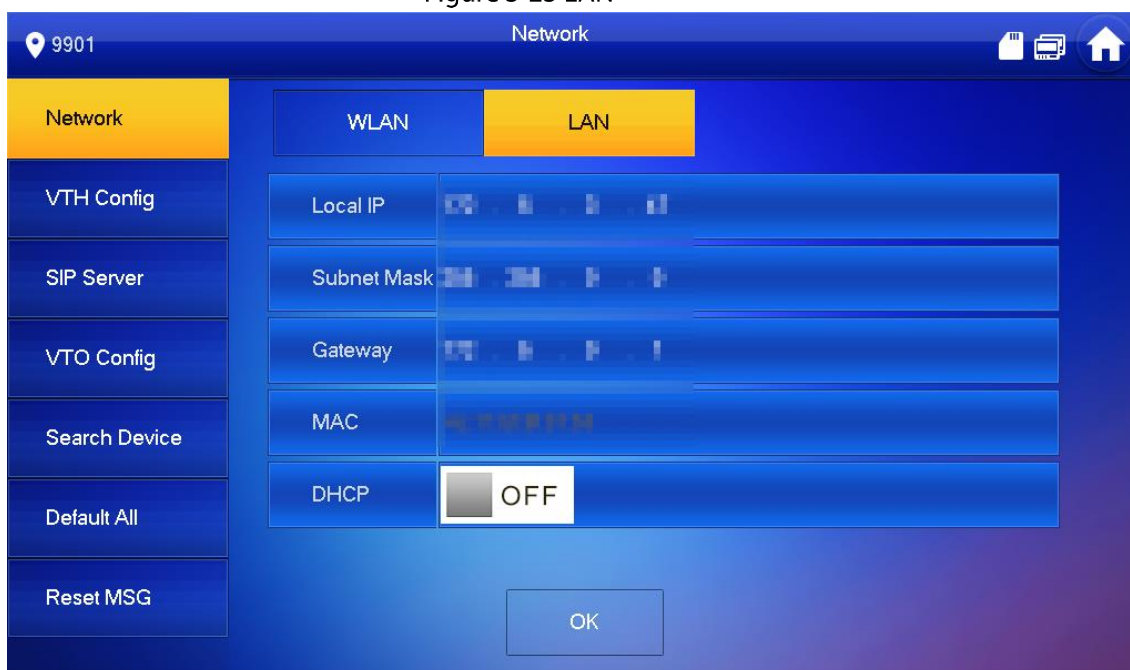 9901
Network
Network
WLAN
LAN
VTH Config
Local IP
SIP Server
Subnet Mask
VTO Config
Gateway
Search Device
MAC
Default All
DHCP
OFF
Reset MSG
OK